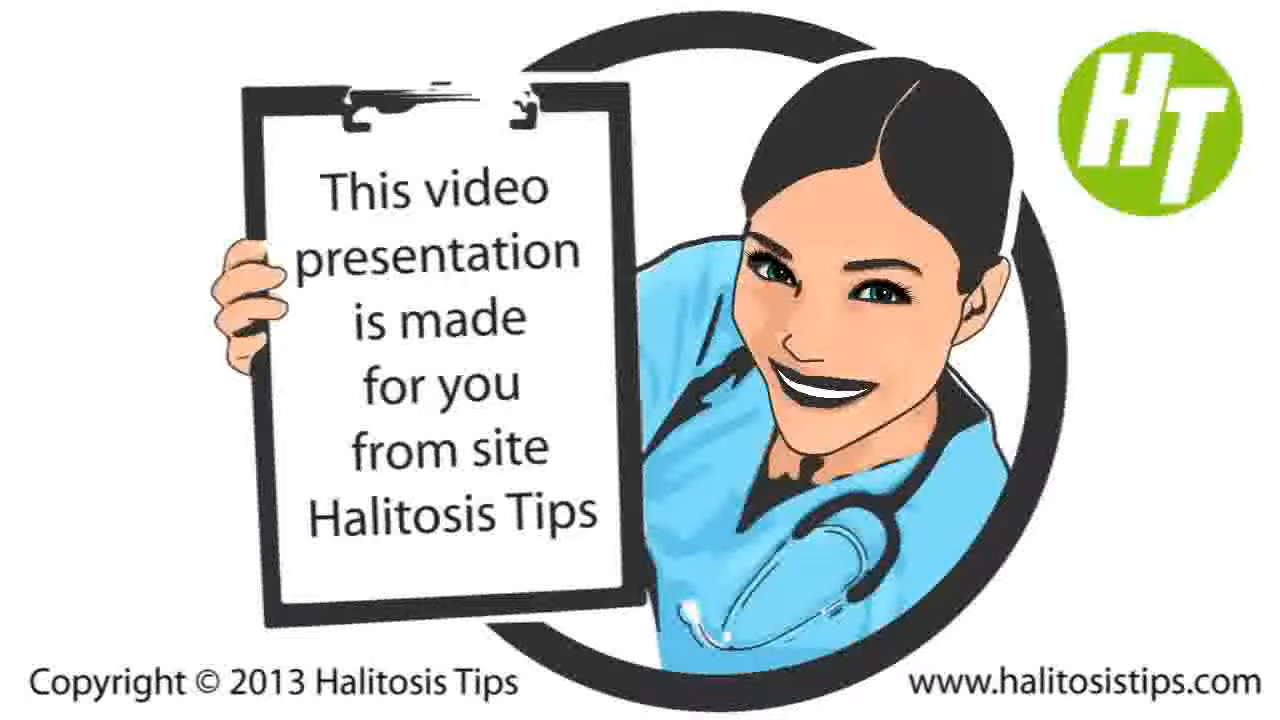 HT
This video
presentation
is made
for you
from site
Halitosis Tips
Copyright © 2013 Halitosis Tips
www.halitosistips.com